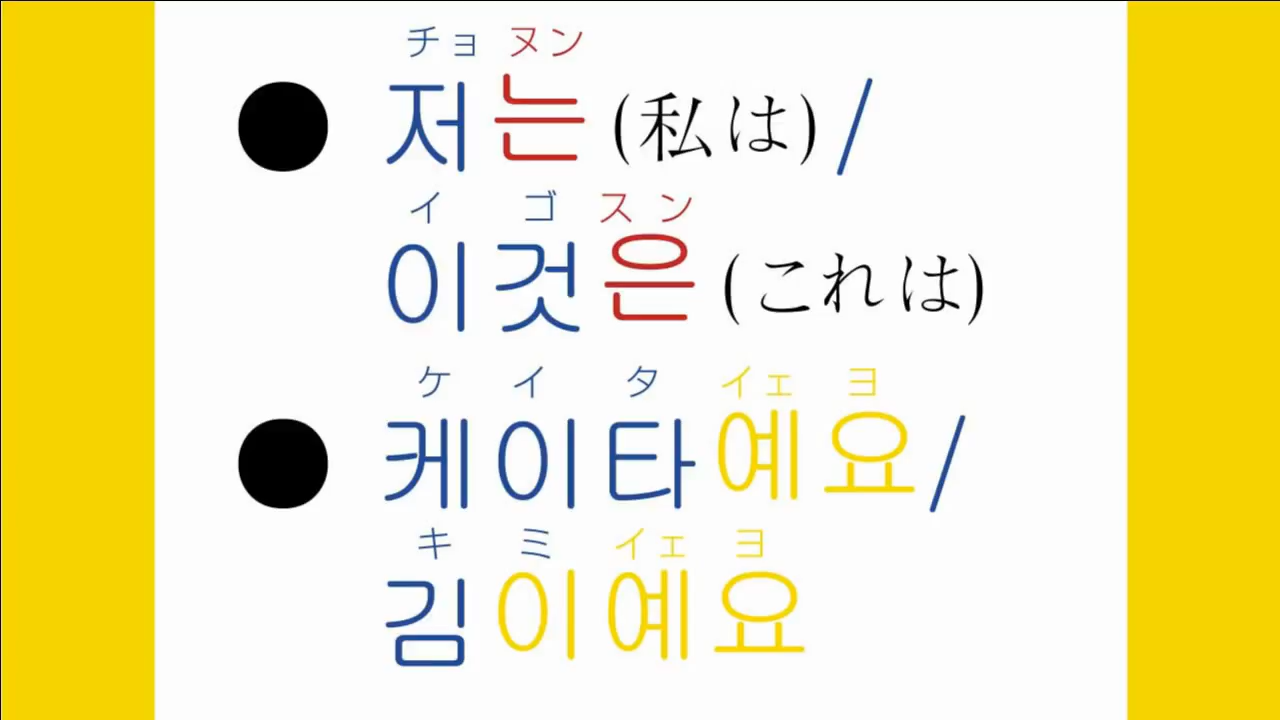 チョ ヌン
● 저는 (私は) /
イ ゴ スン
이것은 (これは)
ケ イ タ イェ ヨ
● 케이타예요 /
キ ミ イェ ヨ
김이예요